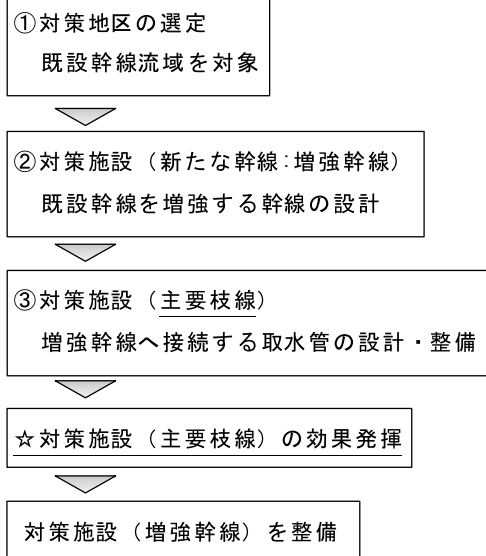 ①対策地区の選定
既設幹線流域を対象
②対策施設（新たな幹線:増強幹線）
既設幹線を増強する幹線の設計
③対策施設（主要枝線）
増強幹線へ接続する取水管の設計・整備
☆対策施設（主要枝線）の効果発揮
対策施設（増強幹線）を整備